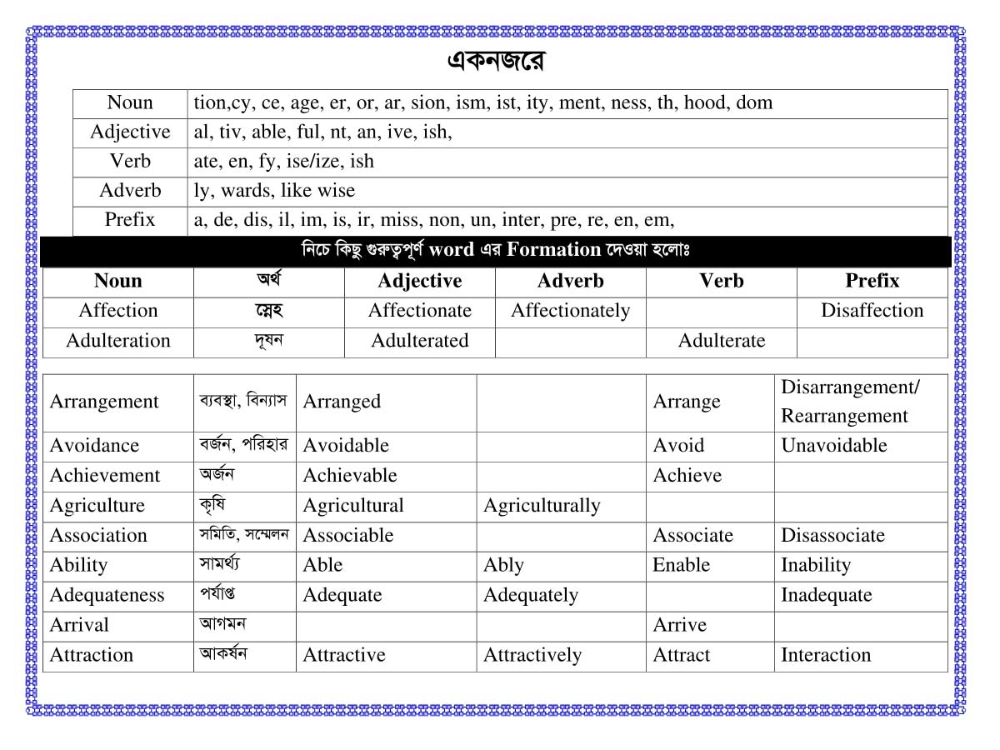 একনজরে
Noun tion,cy, ce, age, er, or, ar, sion, ism, ist, ity, ment, ness, th, hood, dom
Adjective al, tiv, able, ful, nt, an, ive, ish,
Verb ate, en, fy, ise/ize, ish
Adverb ly, wards, like wise
Prefix a, de, dis, il, im, is, ir, miss, non, un, inter, pre, re, en, em,
নিচে কিছু গুরুত্বপূর্ণ word এর Formation দেওয়া হলোঃ
Noun অর্থ Adjective Adverb Verb Prefix
Affection স্নেহ Affectionate Affectionately Disaffection
Adulteration দূষন Adulterated Adulterate
Arrangement ব্যবস্থা, বিন্যাস Arranged Arrange Disarrangement/
Rearrangement
Avoidance বর্জন, পরিহার Avoidable Avoid Unavoidable
Achievement অর্জন Achievable Achieve
Agriculture কৃষি Agricultural Agriculturally
Association সমিতি, সম্মেলন Associable Associate Disassociate
Ability সামর্থ্য Able Ably Enable Inability
Adequateness পর্যাপ্ত Adequate Adequately Inadequate
Arrival আগমন Arrive
Attraction আকর্ষন Attractive Attractively Attract Interaction